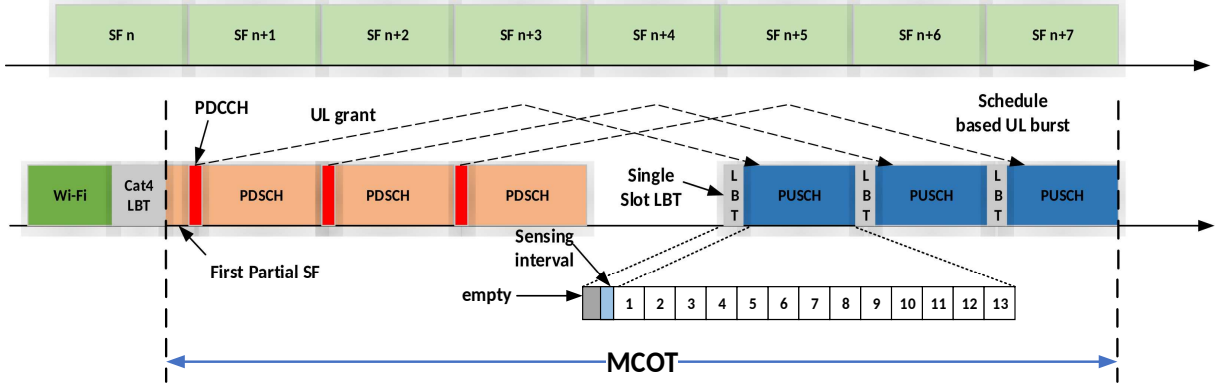 SF n
SF n+1
SF n+2
SF n+3
SF n+4
SF n+5
SF n+6
SF n+7
PDCCH
UL grant
Schedule
based UL burst
Wi-Fi
Cat4
LBT
PDSCH
PDSCH
PDSCH
Single
Slot LBT
L
B
T
PUSCH
L
B
T
PUSCH
L
B
T
PUSCH
First Partial SF
Sensing
interval
empty
1 2 3 4 5 6 7 8 9 10 11 12 13
MCOT